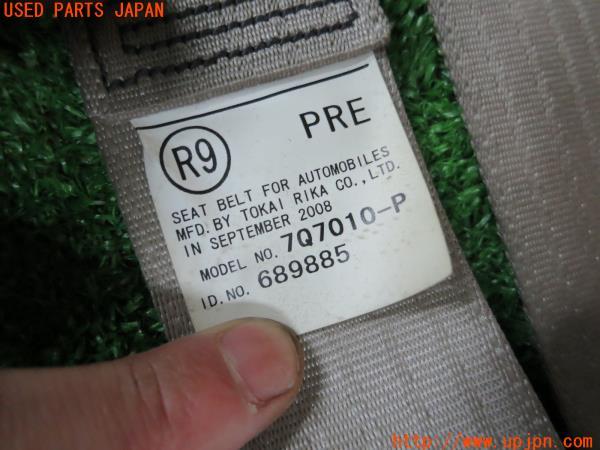 USED PARTS JAPAN
R9
PRE
SEAT BELT FOR AUTOMOBILES
MFD. BY TOKAI RIKA CO., LTD.
IN SEPTEMBER 2008
MODEL NO. 7Q7010-P
ID. NO. 689885
UPJ
http://www.upjpn.com/